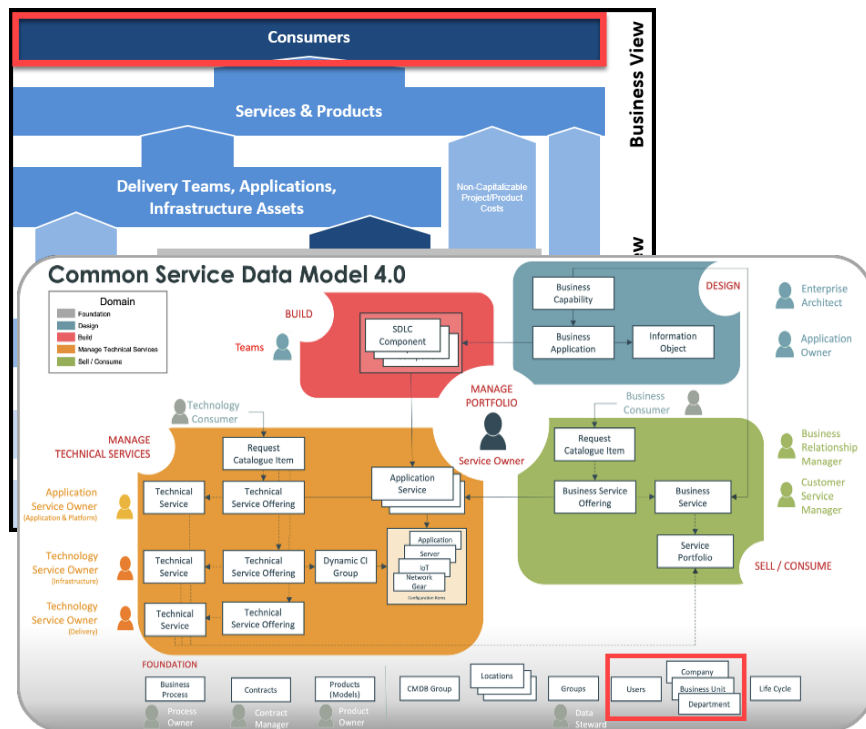 Consumers
Business View
Services & Products
Delivery Teams, Applications,
Infrastructure Assets
Non-Capitalizable
Project/Product
Costs
Common Service Data Model 4.0
Domain
Foundation
Design
Build
Manage Technical Services
Sell / Consume
BUILD
Teams
SDLC
Component
DESIGN
Business
Capability
Business
Application
Information
Object
Enterprise
Architect
Application
Owner
MANAGE
PORTFOLIO
Service Owner
Technology
Consumer
Business
Consumer
MANAGE
TECHNICAL SERVICES
Request
Catalogue Item
Application
Service Owner
(Application & Platform)
Technical
Service
Technical
Service Offering
Application
Service
Technology
Service Owner
(Infrastructure)
Technical
Service
Technical
Service Offering
Dynamic CI
Group
Application
Server
IoT
Network
Gear
Configuration Items
Technology
Service Owner
(Delivery)
Technical
Service
Technical
Service Offering
Request
Catalogue Item
Business Service
Offering
Business
Service
Service
Portfolio
SELL / CONSUME
Business
Relationship
Manager
Customer
Service
Manager
FOUNDATION
Business
Process
Process
Owner
Contracts
Contract
Manager
Products
(Models)
Product
Owner
CMDB Group
Locations
Groups
Data
Steward
Users
Company
Business Unit
Department
Life Cycle